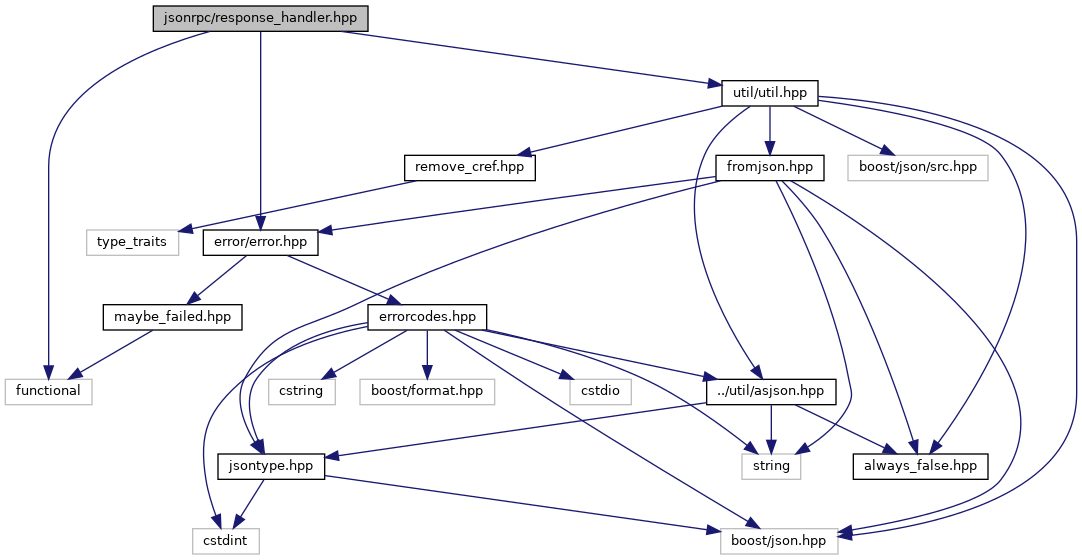 jsonrpc/response_handler.hpp
util/util.hpp
remove_cref.hpp
fromjson.hpp
boost/json/src.hpp
type_traits
error/error.hpp
maybe_failed.hpp
errorcodes.hpp
functional
cstring
boost/format.hpp
cstdio
../util/asjson.hpp
jsontype.hpp
string
always_false.hpp
cstdint
boost/json.hpp